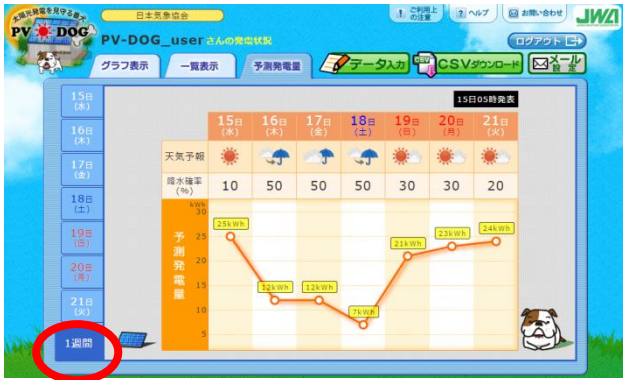 太陽光発電を見守る番犬
PV DOG
日本気象協会
! ご利用上の注意
? ヘルプ
お問い合わせ
JWA
PV-DOG_user さんの発電状況
ログアウト
グラフ表示
一覧表示
予測発電量
データ入力
CSVダウンロード
メール設定
15日(水)
16日(木)
17日(金)
18日(土)
19日(日)
20日(月)
21日(火)
1週間
15日05時発表
15日(水) 16日(木) 17日(金) 18日(土) 19日(日) 20日(月) 21日(火)
天気予報
降水確率(%) 10 50 50 50 30 30 20
kWh
30
25
20
15
10
5
予測発電量
25kWh
12kWh
12kWh
7kWh
21kWh
23kWh
24kWh